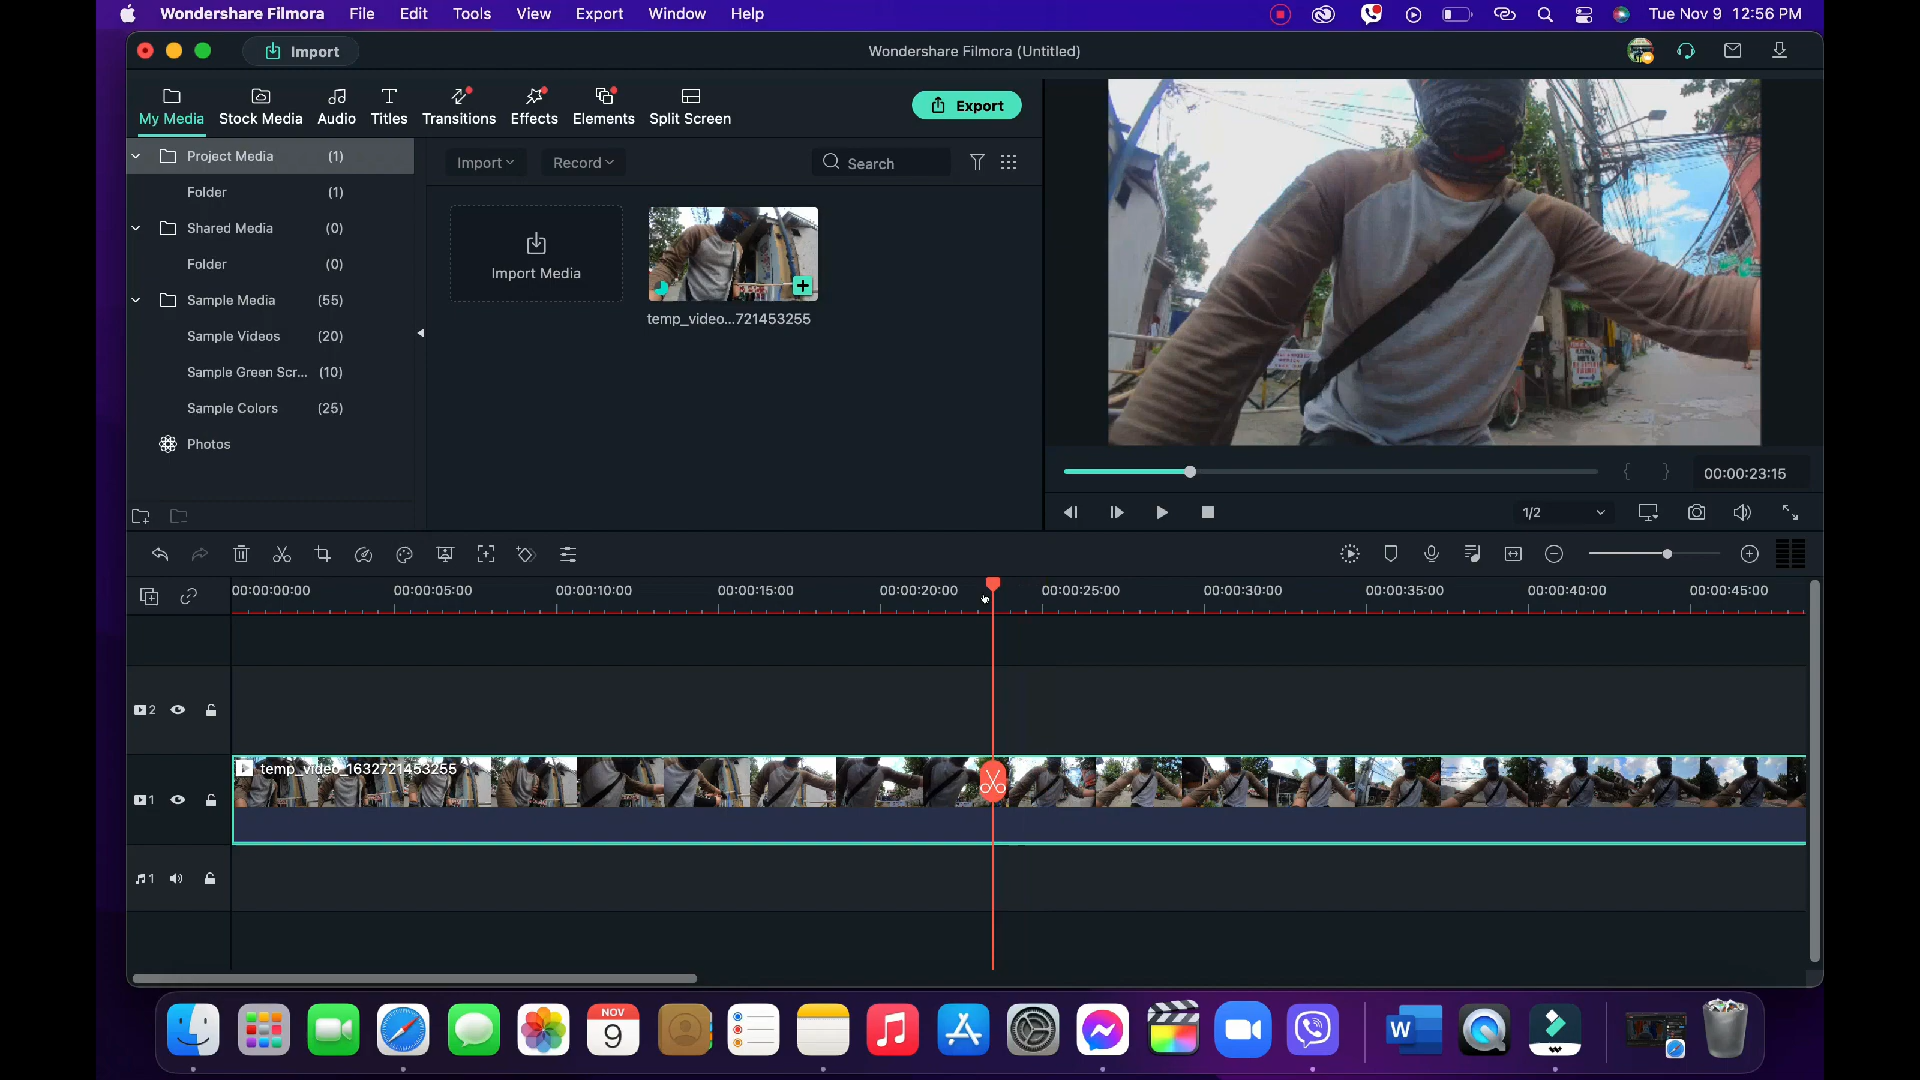 Wondershare Filmora File Edit Tools View Export Window Help Tue Nov 9 12:56 PM
Import Wondershare Filmora (Untitled)
My Media Stock Media Audio Titles Transitions Effects Elements Split Screen Export
Project Media (1)
Folder (1)
Shared Media (0)
Folder (0)
Sample Media (55)
Sample Videos (20)
Sample Green Scr... (10)
Sample Colors (25)
Photos
Import Record Search
Import Media
temp_video...721453255
00:00:23:15
1/2
00:00:00:00 00:00:05:00 00:00:10:00 00:00:15:00 00:00:20:00 00:00:25:00 00:00:30:00 00:00:35:00 00:00:40:00 00:00:45:00
2
temp_video_1632721453255
1
1
NOV
9
W